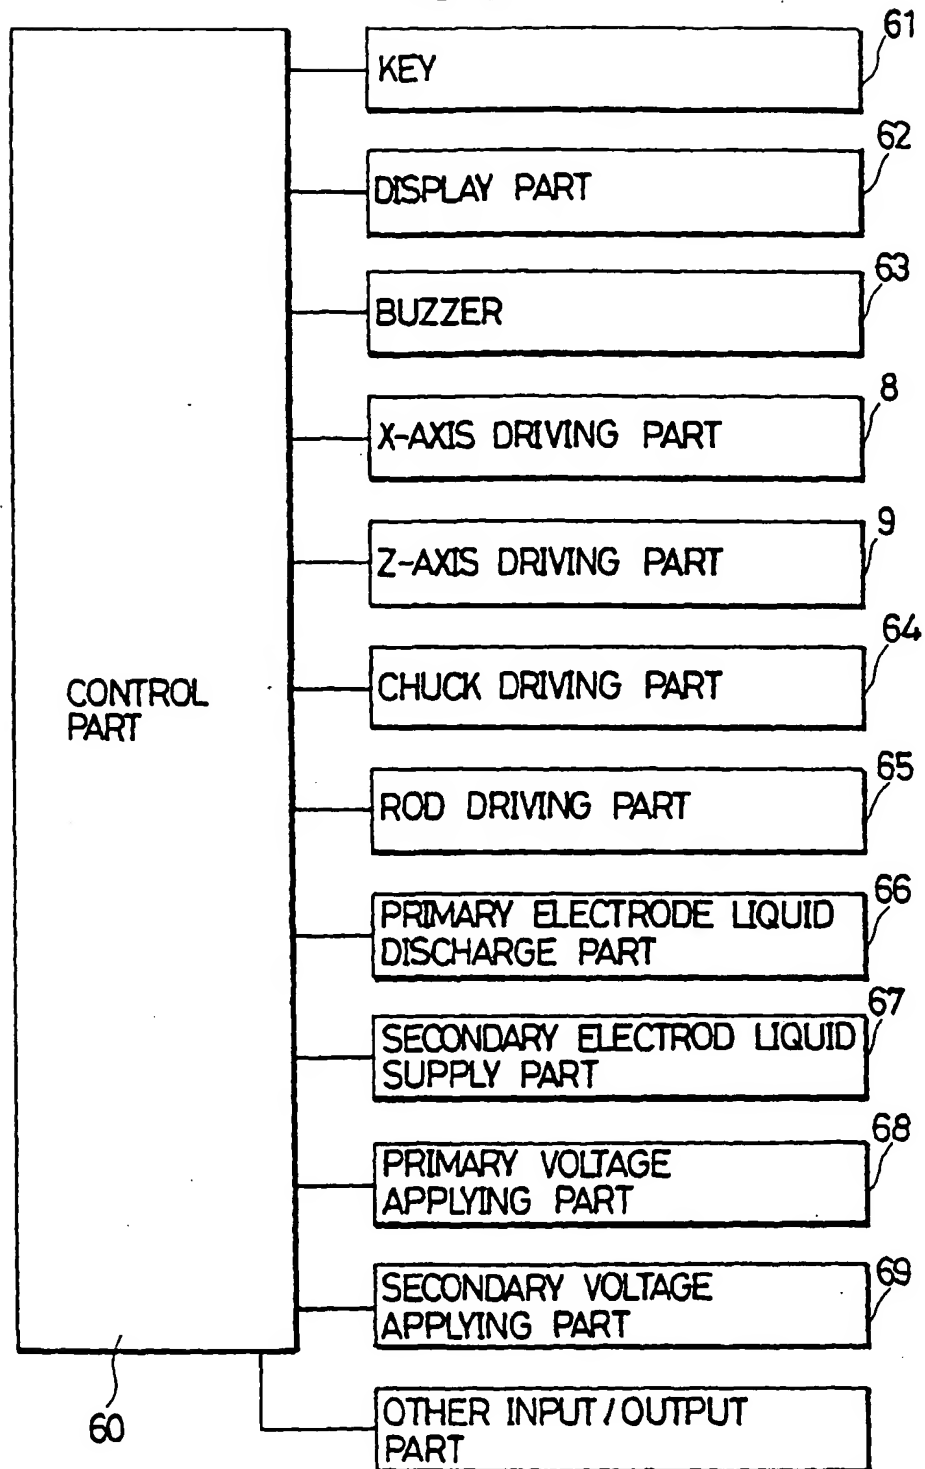 61
KEY
62
DISPLAY PART
63
BUZZER
8
X-AXIS DRIVING PART
9
Z-AXIS DRIVING PART
64
CHUCK DRIVING PART
CONTROL
PART
65
ROD DRIVING PART
66
PRIMARY ELECTRODE LIQUID
DISCHARGE PART
67
SECONDARY ELECTROD LIQUID
SUPPLY PART
68
PRIMARY VOLTAGE
APPLYING PART
69
SECONDARY VOLTAGE
APPLYING PART
60
OTHER INPUT/OUTPUT
PART